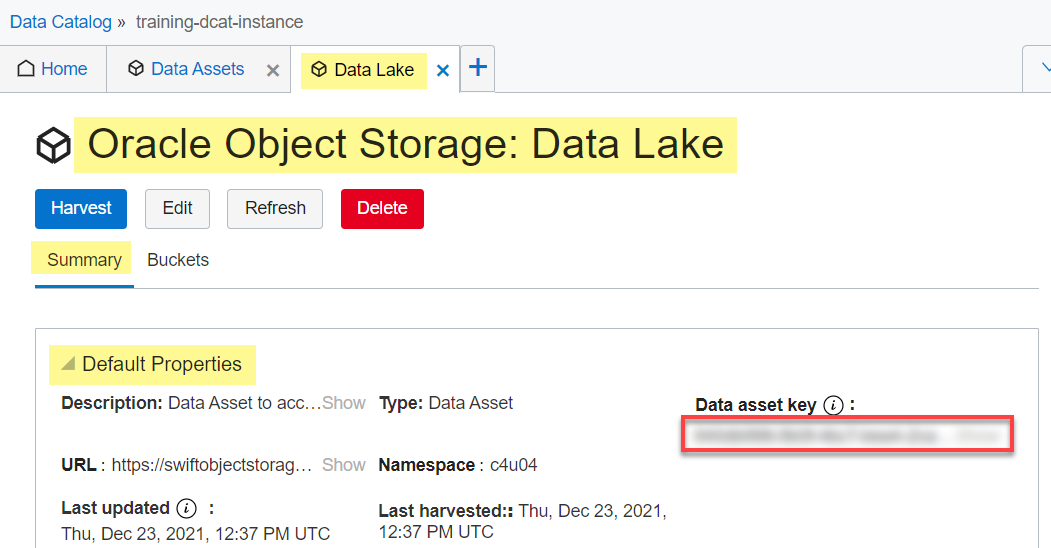 Data Catalog » training-dcat-instance
Home Data Assets Data Lake
Oracle Object Storage: Data Lake
Harvest Edit Refresh Delete
Summary Buckets
Default Properties
Description: Data Asset to acc... Show Type: Data Asset Data asset key :
URL : https://swiftobjectstorag... Show Namespace : c4u04
Last updated : Last harvested:: Thu, Dec 23, 2021,
Thu, Dec 23, 2021, 12:37 PM UTC 12:37 PM UTC